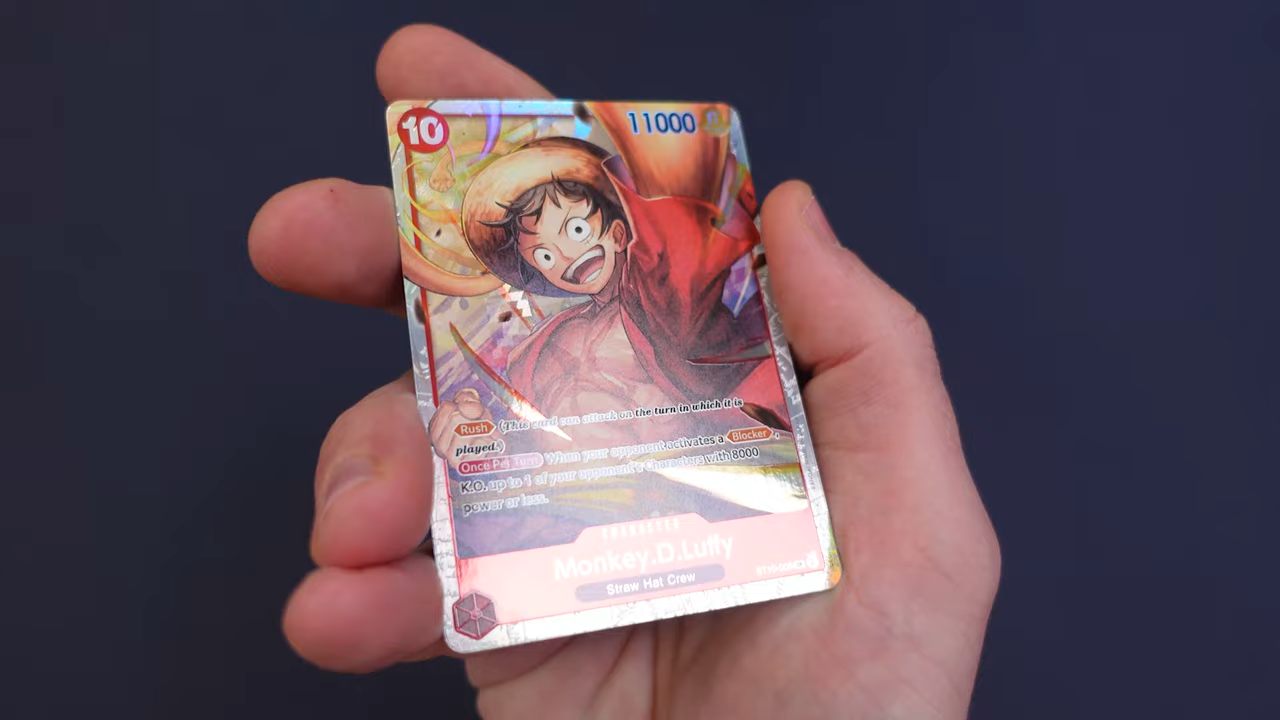 10
11000
Rush (This card can attack on the turn in which it is
played.)
Once Per Turn When your opponent activates a Blocker,
K.O. up to 1 of your opponent's Characters with 8000
power or less.
CHARACTER
Monkey.D.Luffy
Straw Hat Crew